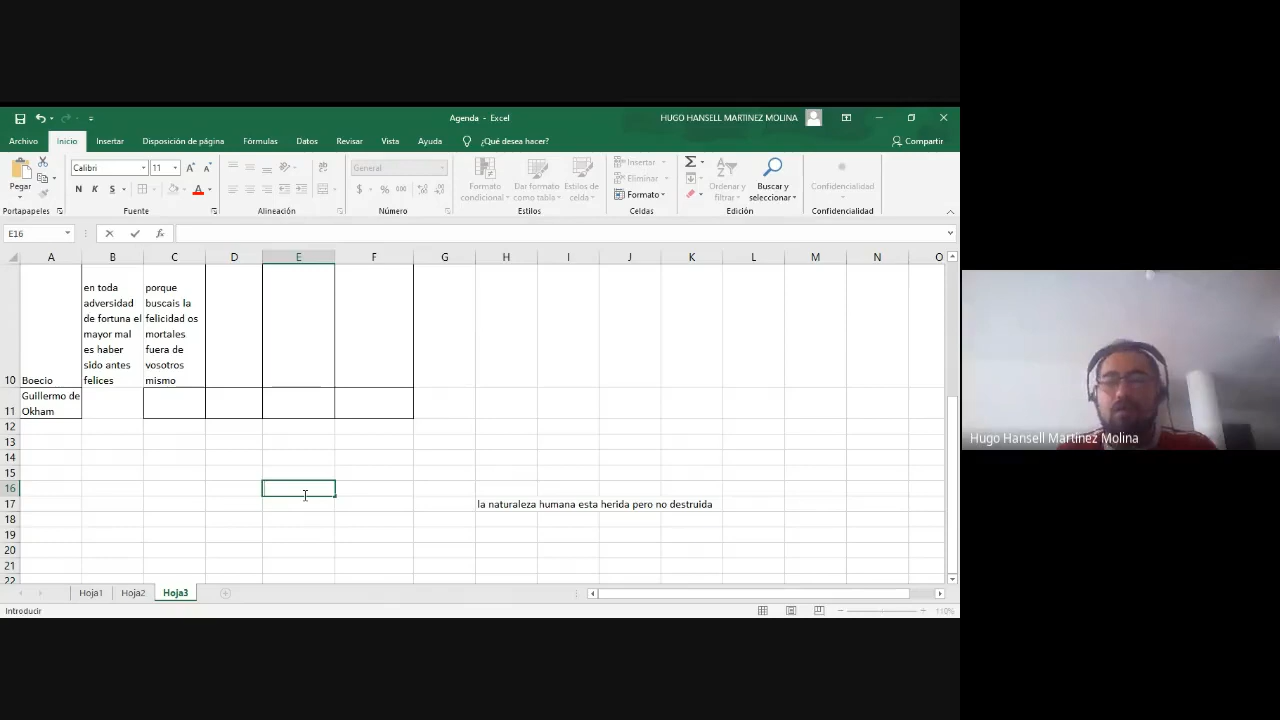 Agenda - Excel
HUGO HANSELL MARTINEZ MOLINA
Archivo Inicio Insertar Disposición de página Fórmulas Datos Revisar Vista Ayuda ¿Qué desea hacer? Compartir
Calibri 11 General
Pegar
N K S
% 000
Formato condicional
Dar formato como tabla
Estilos de celda
Insertar
Eliminar
Formato
Ordenar y filtrar
Buscar y seleccionar
Confidencialidad
Portapapeles Fuente Alineación Número Estilos Celdas Edición Confidencialidad
E16 fx
A B C D E F G H I J K L M N O
en toda porque
adversidad buscais la
de fortuna el felicidad os
mayor mal mortales
es haber fuera de
sido antes vosotros
10 Boecio felices mismo
Guillermo de
11 Okham
12
13
14
15
16
17 la naturaleza humana esta herida pero no destruida
18
19
20
21
22
Hoja1 Hoja2 Hoja3
Introducir 110%
Hugo Hansell Martínez Molina